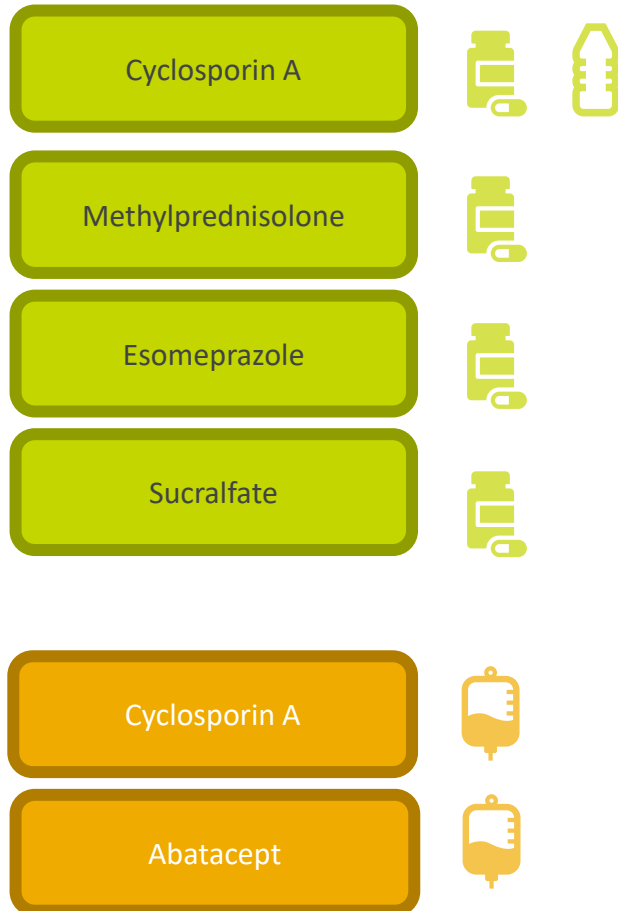 Cyclosporin A
Methylprednisolone
Esomeprazole
Sucralfate
Cyclosporin A
Abatacept